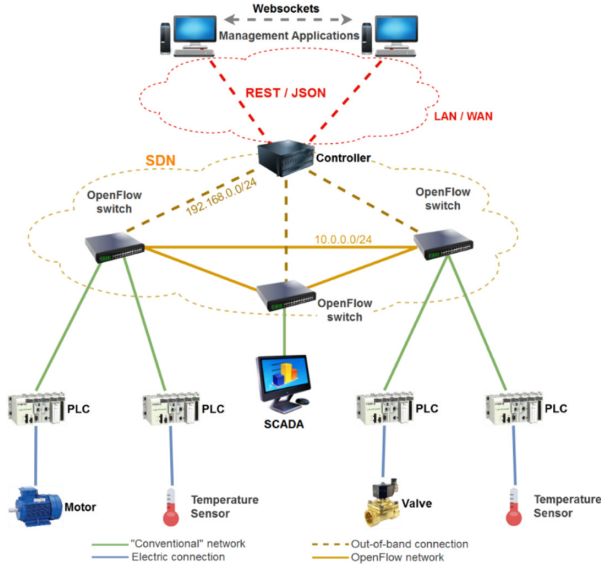 Websockets
Management Applications
REST / JSON
LAN / WAN
SDN
Controller
OpenFlow
switch
OpenFlow
switch
192.168.0.0/24
10.0.0.0/24
OpenFlow
switch
PLC
PLC
SCADA
PLC
PLC
Motor
Temperature
Sensor
Valve
Temperature
Sensor
"Conventional" network
Out-of-band connection
Electric connection
OpenFlow network